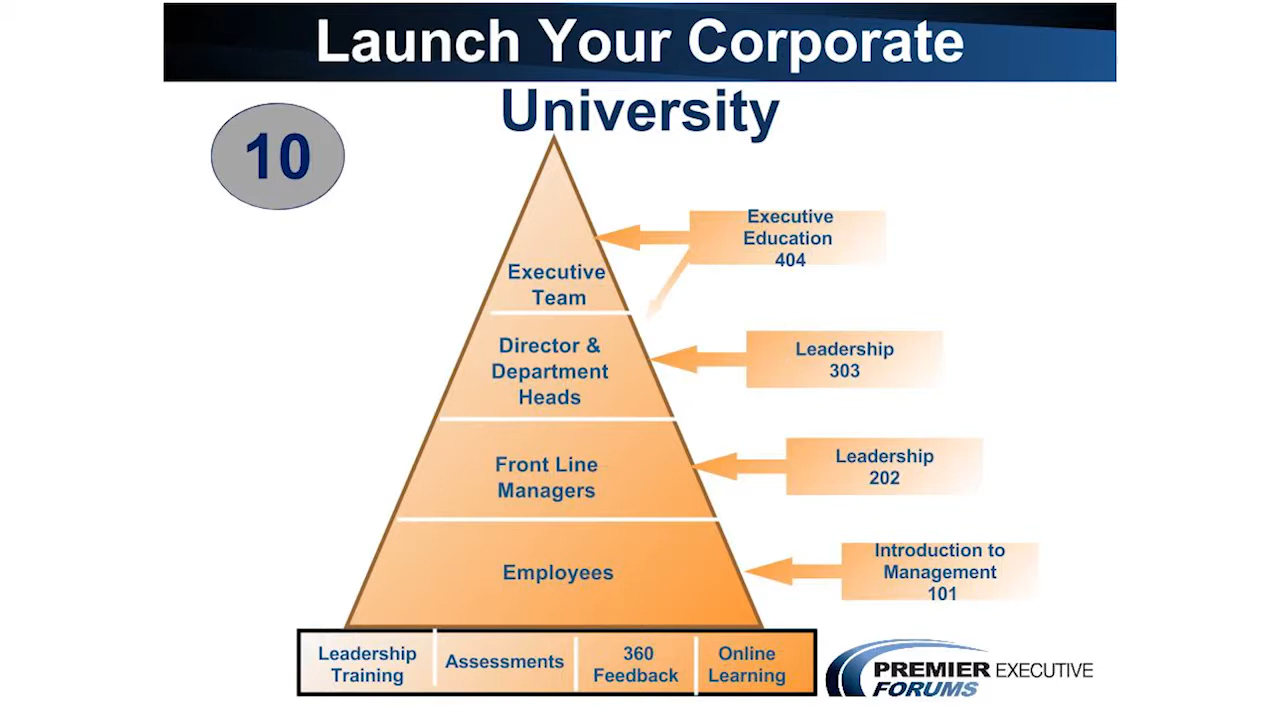 Launch Your Corporate
University
10
Executive
Education
404
Executive
Team
Director &
Department
Heads
Leadership
303
Front Line
Managers
Leadership
202
Employees
Introduction to
Management
101
Leadership
Training
Assessments
360
Feedback
Online
Learning
PREMIER EXECUTIVE
FORUMS